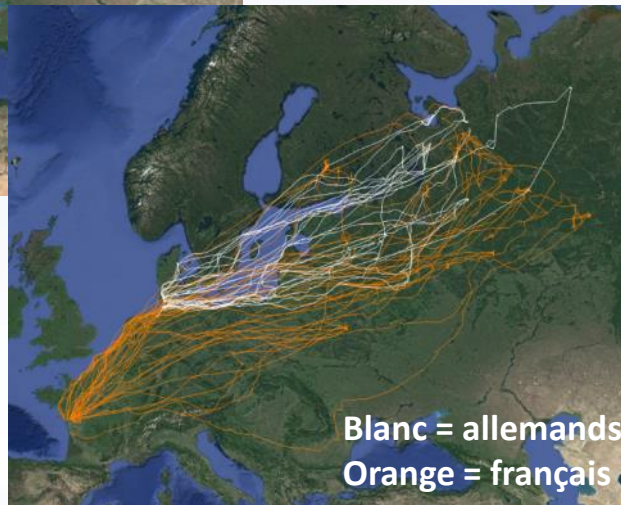 Blanc = allemands
Orange = français